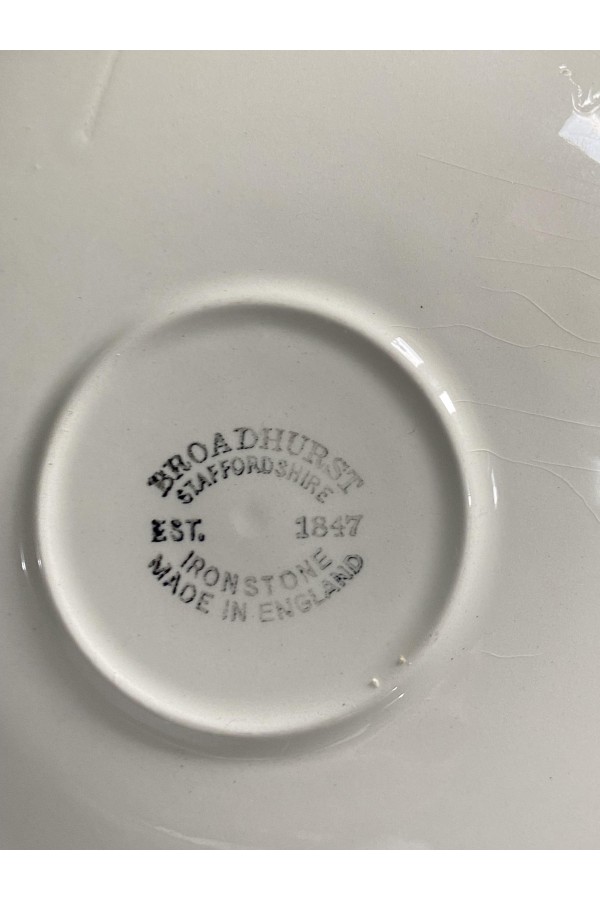 BROADHURST
STAFFORDSHIRE
EST. 1847
IRONSTONE
MADE IN ENGLAND